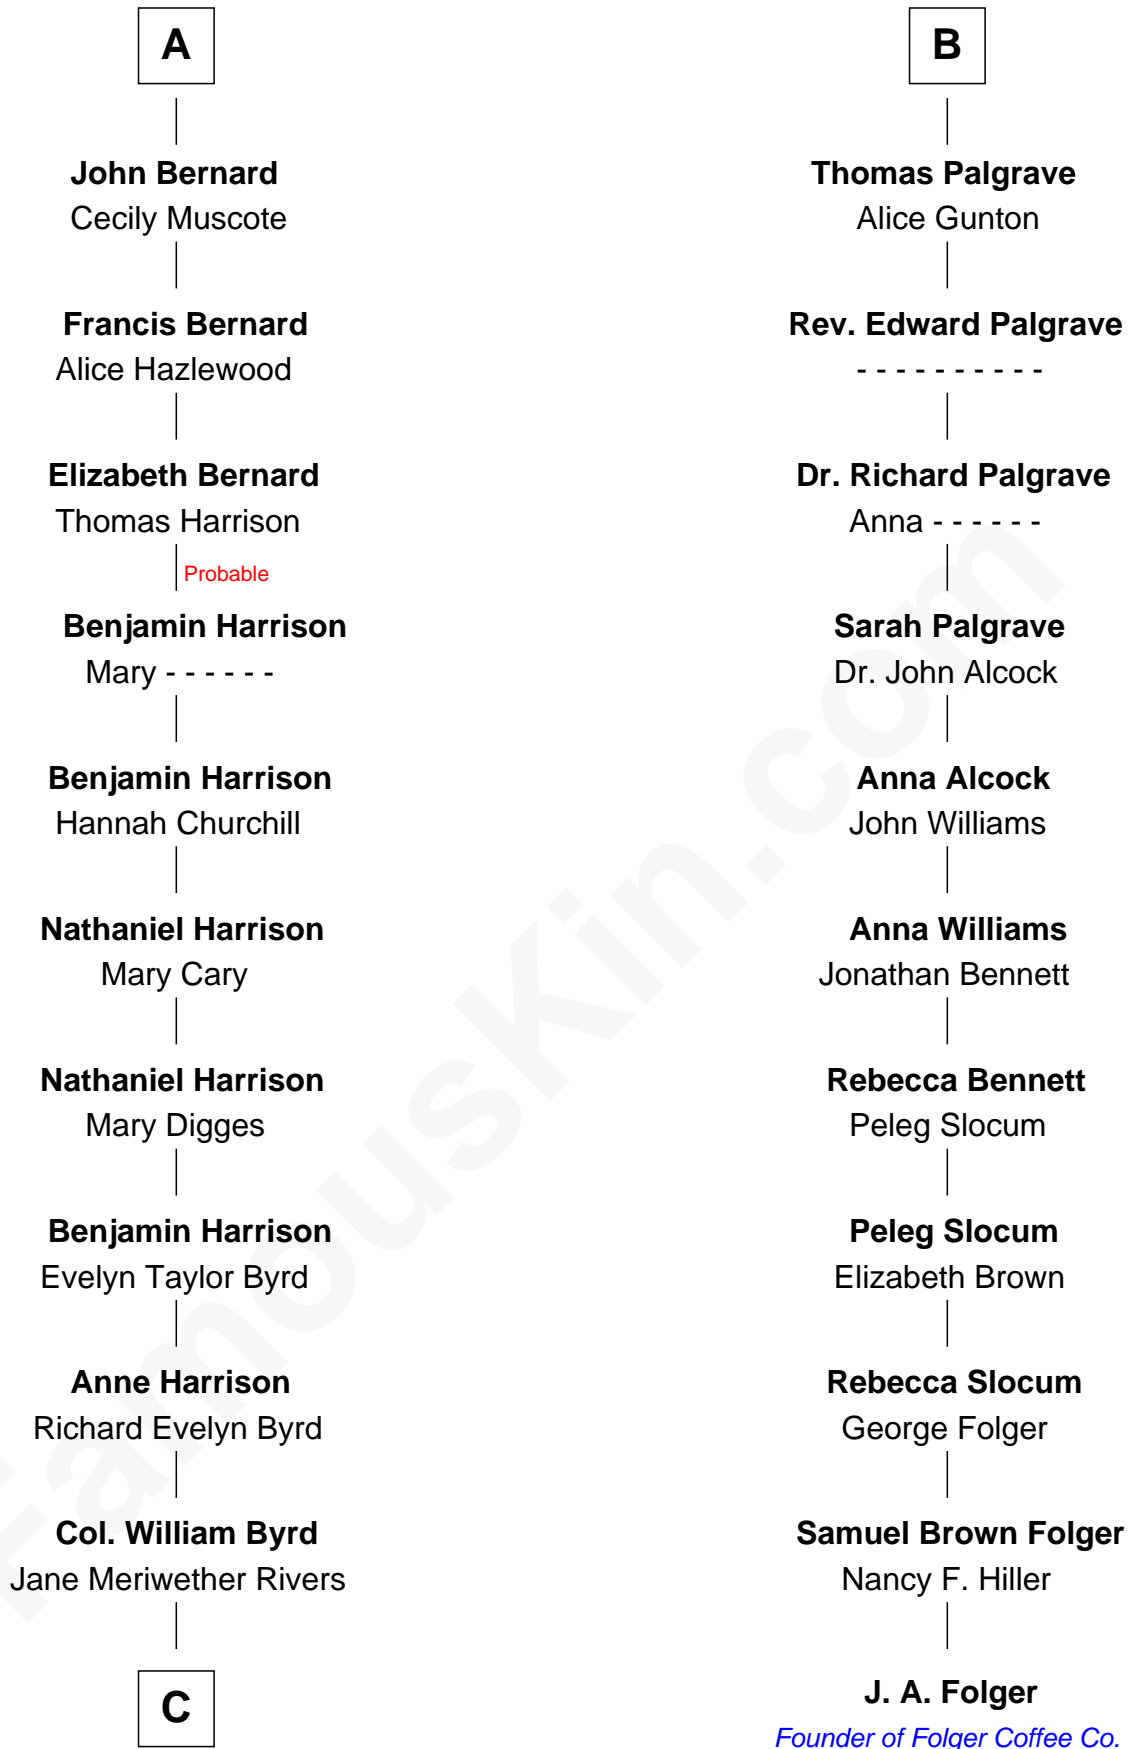 A
John Bernard
Cecily Muscote
Francis Bernard
Alice Hazlewood
Elizabeth Bernard
Thomas Harrison
Probable
Benjamin Harrison
Mary - - - - - -
Benjamin Harrison
Hannah Churchill
Nathaniel Harrison
Mary Cary
Nathaniel Harrison
Mary Digges
Benjamin Harrison
Evelyn Taylor Byrd
Anne Harrison
Richard Evelyn Byrd
Col. William Byrd
Jane Meriwether Rivers
C
B
Thomas Palgrave
Alice Gunton
Rev. Edward Palgrave
- - - - - - - - - -
Dr. Richard Palgrave
Anna - - - - - -
Sarah Palgrave
Dr. John Alcock
Anna Alcock
John Williams
Anna Williams
Jonathan Bennett
Rebecca Bennett
Peleg Slocum
Peleg Slocum
Elizabeth Brown
Rebecca Slocum
George Folger
Samuel Brown Folger
Nancy F. Hiller
J. A. Folger
Founder of Folger Coffee Co.
FamousKin.com